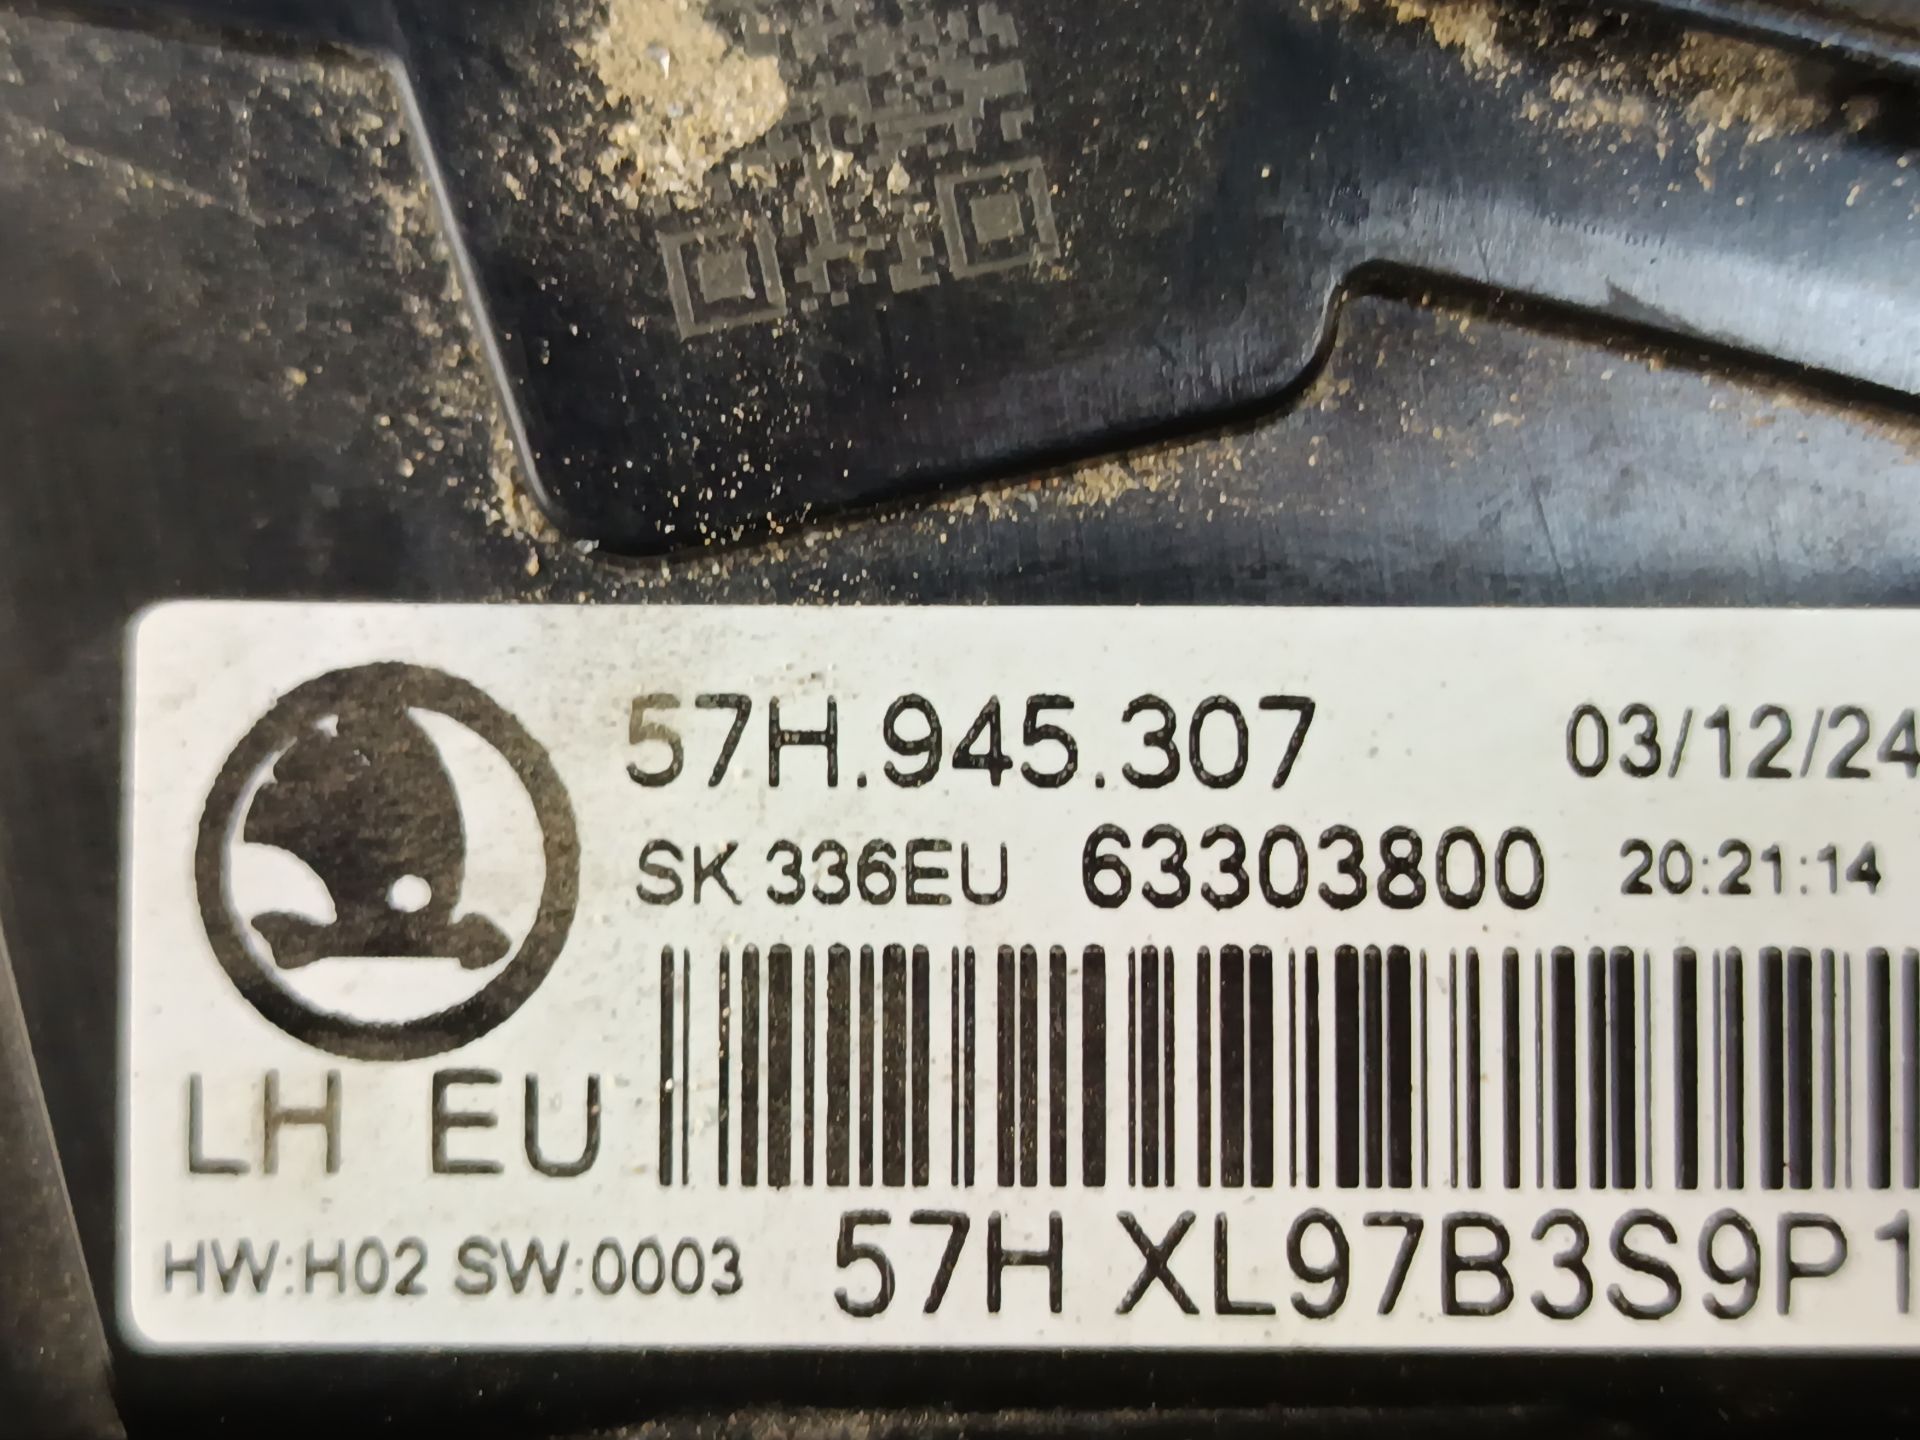 57H.945.307 03/12/24
SK 336EU 63303800 20:21:14
LH EU
HW:H02 SW:0003 57H XL97B3S9P1